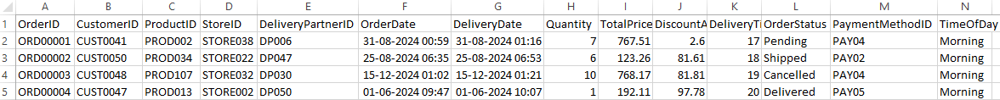 A B C D E F G H I J K L M N
1 OrderID CustomerID ProductID StoreID DeliveryPartnerID OrderDate DeliveryDate Quantity TotalPrice DiscountA DeliveryTi OrderStatus PaymentMethodID TimeOfDay
2 ORD00001 CUST0041 PROD002 STORE038 DP006 31-08-2024 00:59 31-08-2024 01:16 7 767.51 2.6 17 Pending PAY04 Morning
3 ORD00002 CUST0050 PROD034 STORE022 DP047 25-08-2024 06:35 25-08-2024 06:53 6 123.26 81.61 18 Shipped PAY02 Morning
4 ORD00003 CUST0048 PROD107 STORE032 DP030 15-12-2024 01:02 15-12-2024 01:21 10 768.17 81.81 19 Cancelled PAY04 Morning
5 ORD00004 CUST0047 PROD013 STORE002 DP050 01-06-2024 09:47 01-06-2024 10:07 1 192.11 97.78 20 Delivered PAY05 Morning